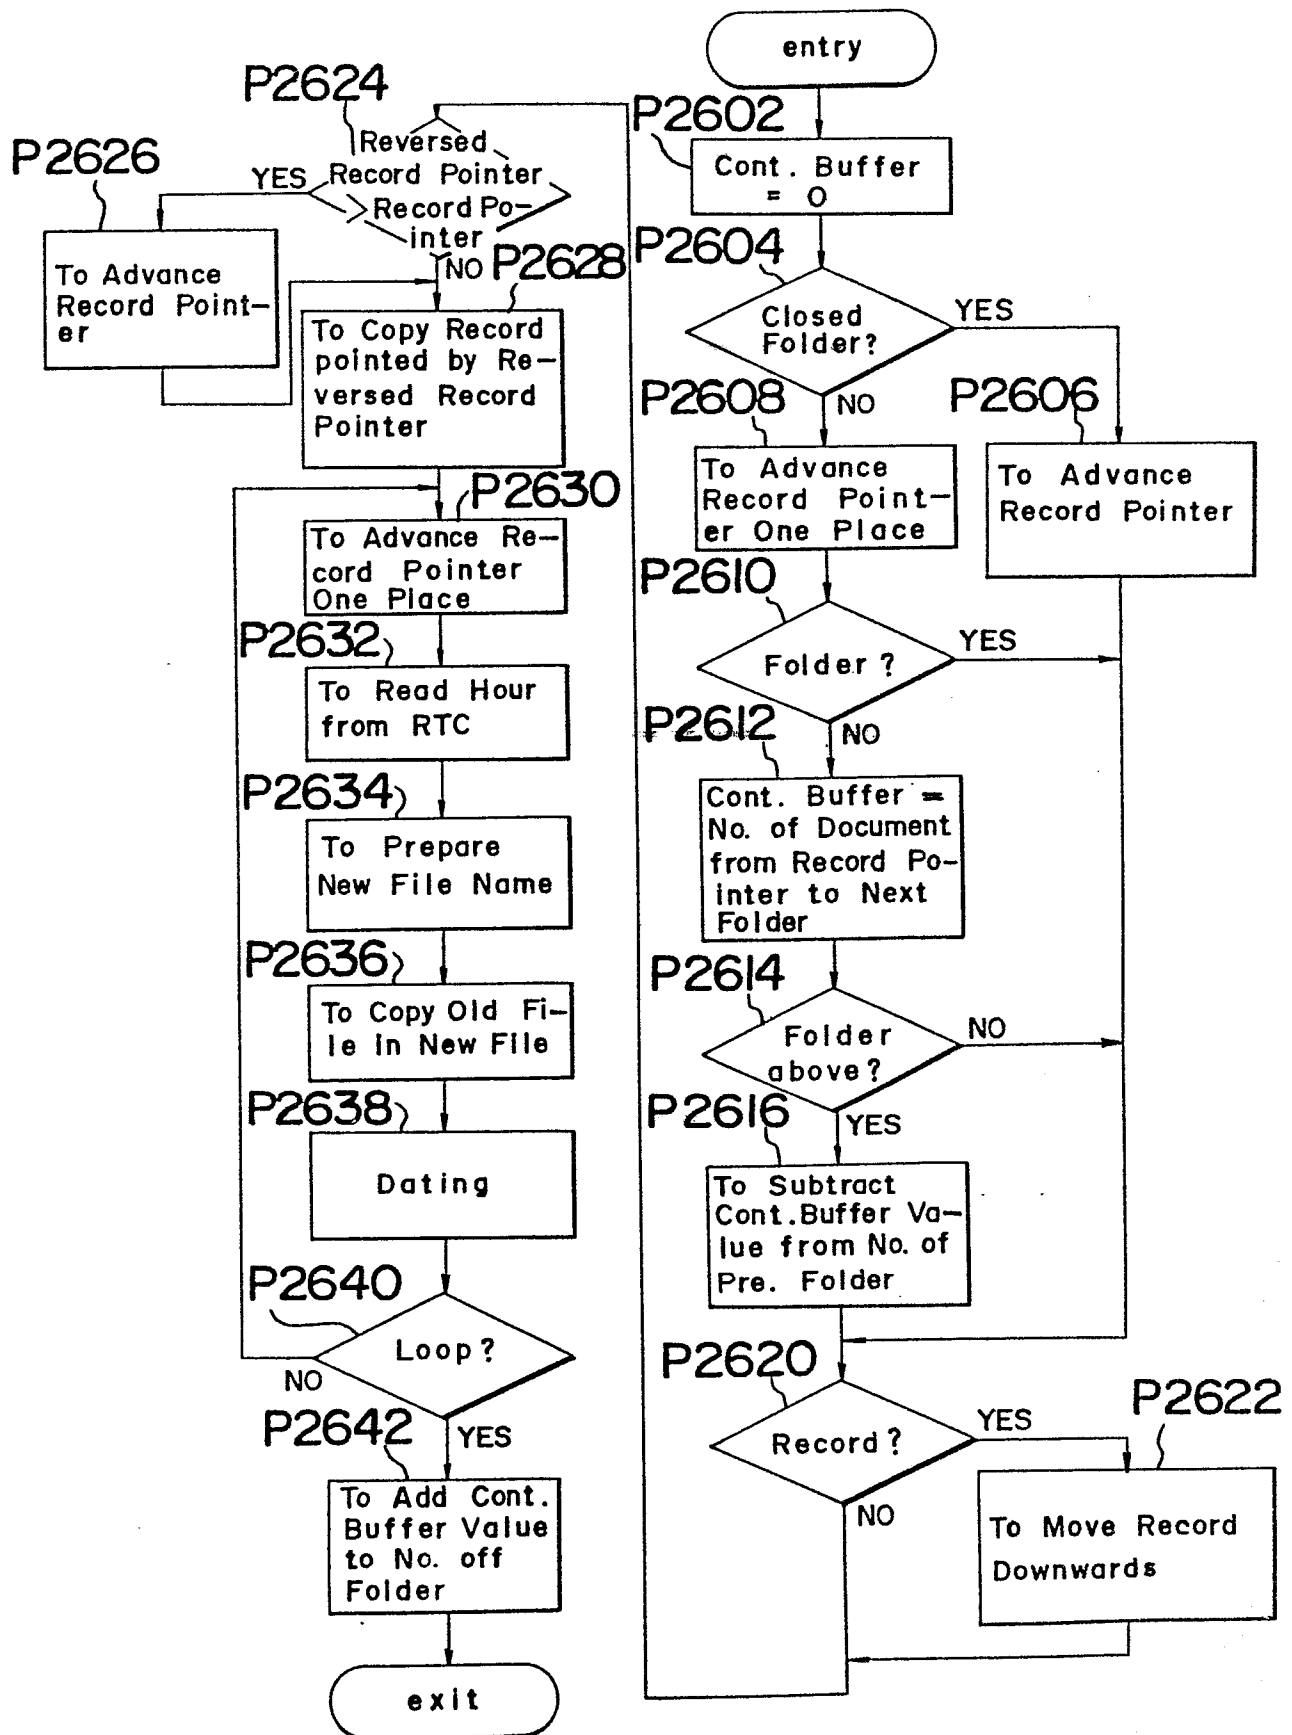 entry
P2602
Cont. Buffer
= 0
P2604
Closed
Folder?
YES
NO
P2606
To Advance
Record Pointer
P2608
To Advance
Record Point-
er One Place
P2610
Folder?
YES
NO
P2612
Cont. Buffer =
No. of Document
from Record Po-
inter to Next
Folder
P2614
Folder
above?
NO
YES
P2616
To Subtract
Cont.Buffer Va-
lue from No. of
Pre. Folder
P2620
Record?
YES
NO
P2622
To Move Record
Downwards
P2624
Reversed
Record Pointer
> Record Po-
inter
YES
NO
P2626
To Advance
Record Point-
er
P2628
To Copy Record
pointed by Re-
versed Record
Pointer
P2630
To Advance Re-
cord Pointer
One Place
P2632
To Read Hour
from RTC
P2634
To Prepare
New File Name
P2636
To Copy Old Fi-
le in New File
P2638
Dating
P2640
Loop?
NO
YES
P2642
To Add Cont.
Buffer Value
to No. off
Folder
exit